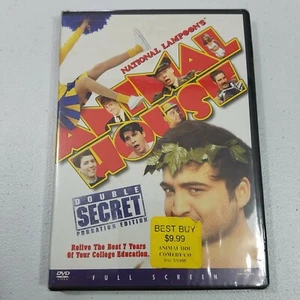 NATIONAL LAMPOON'S
ANIMAL
HOUSE
DOUBLE
SECRET
PROBATION EDITION
BEST BUY
$9.99
Relive The Best 7 Years
Of Your College Education.
DVD
FULL SCREEN